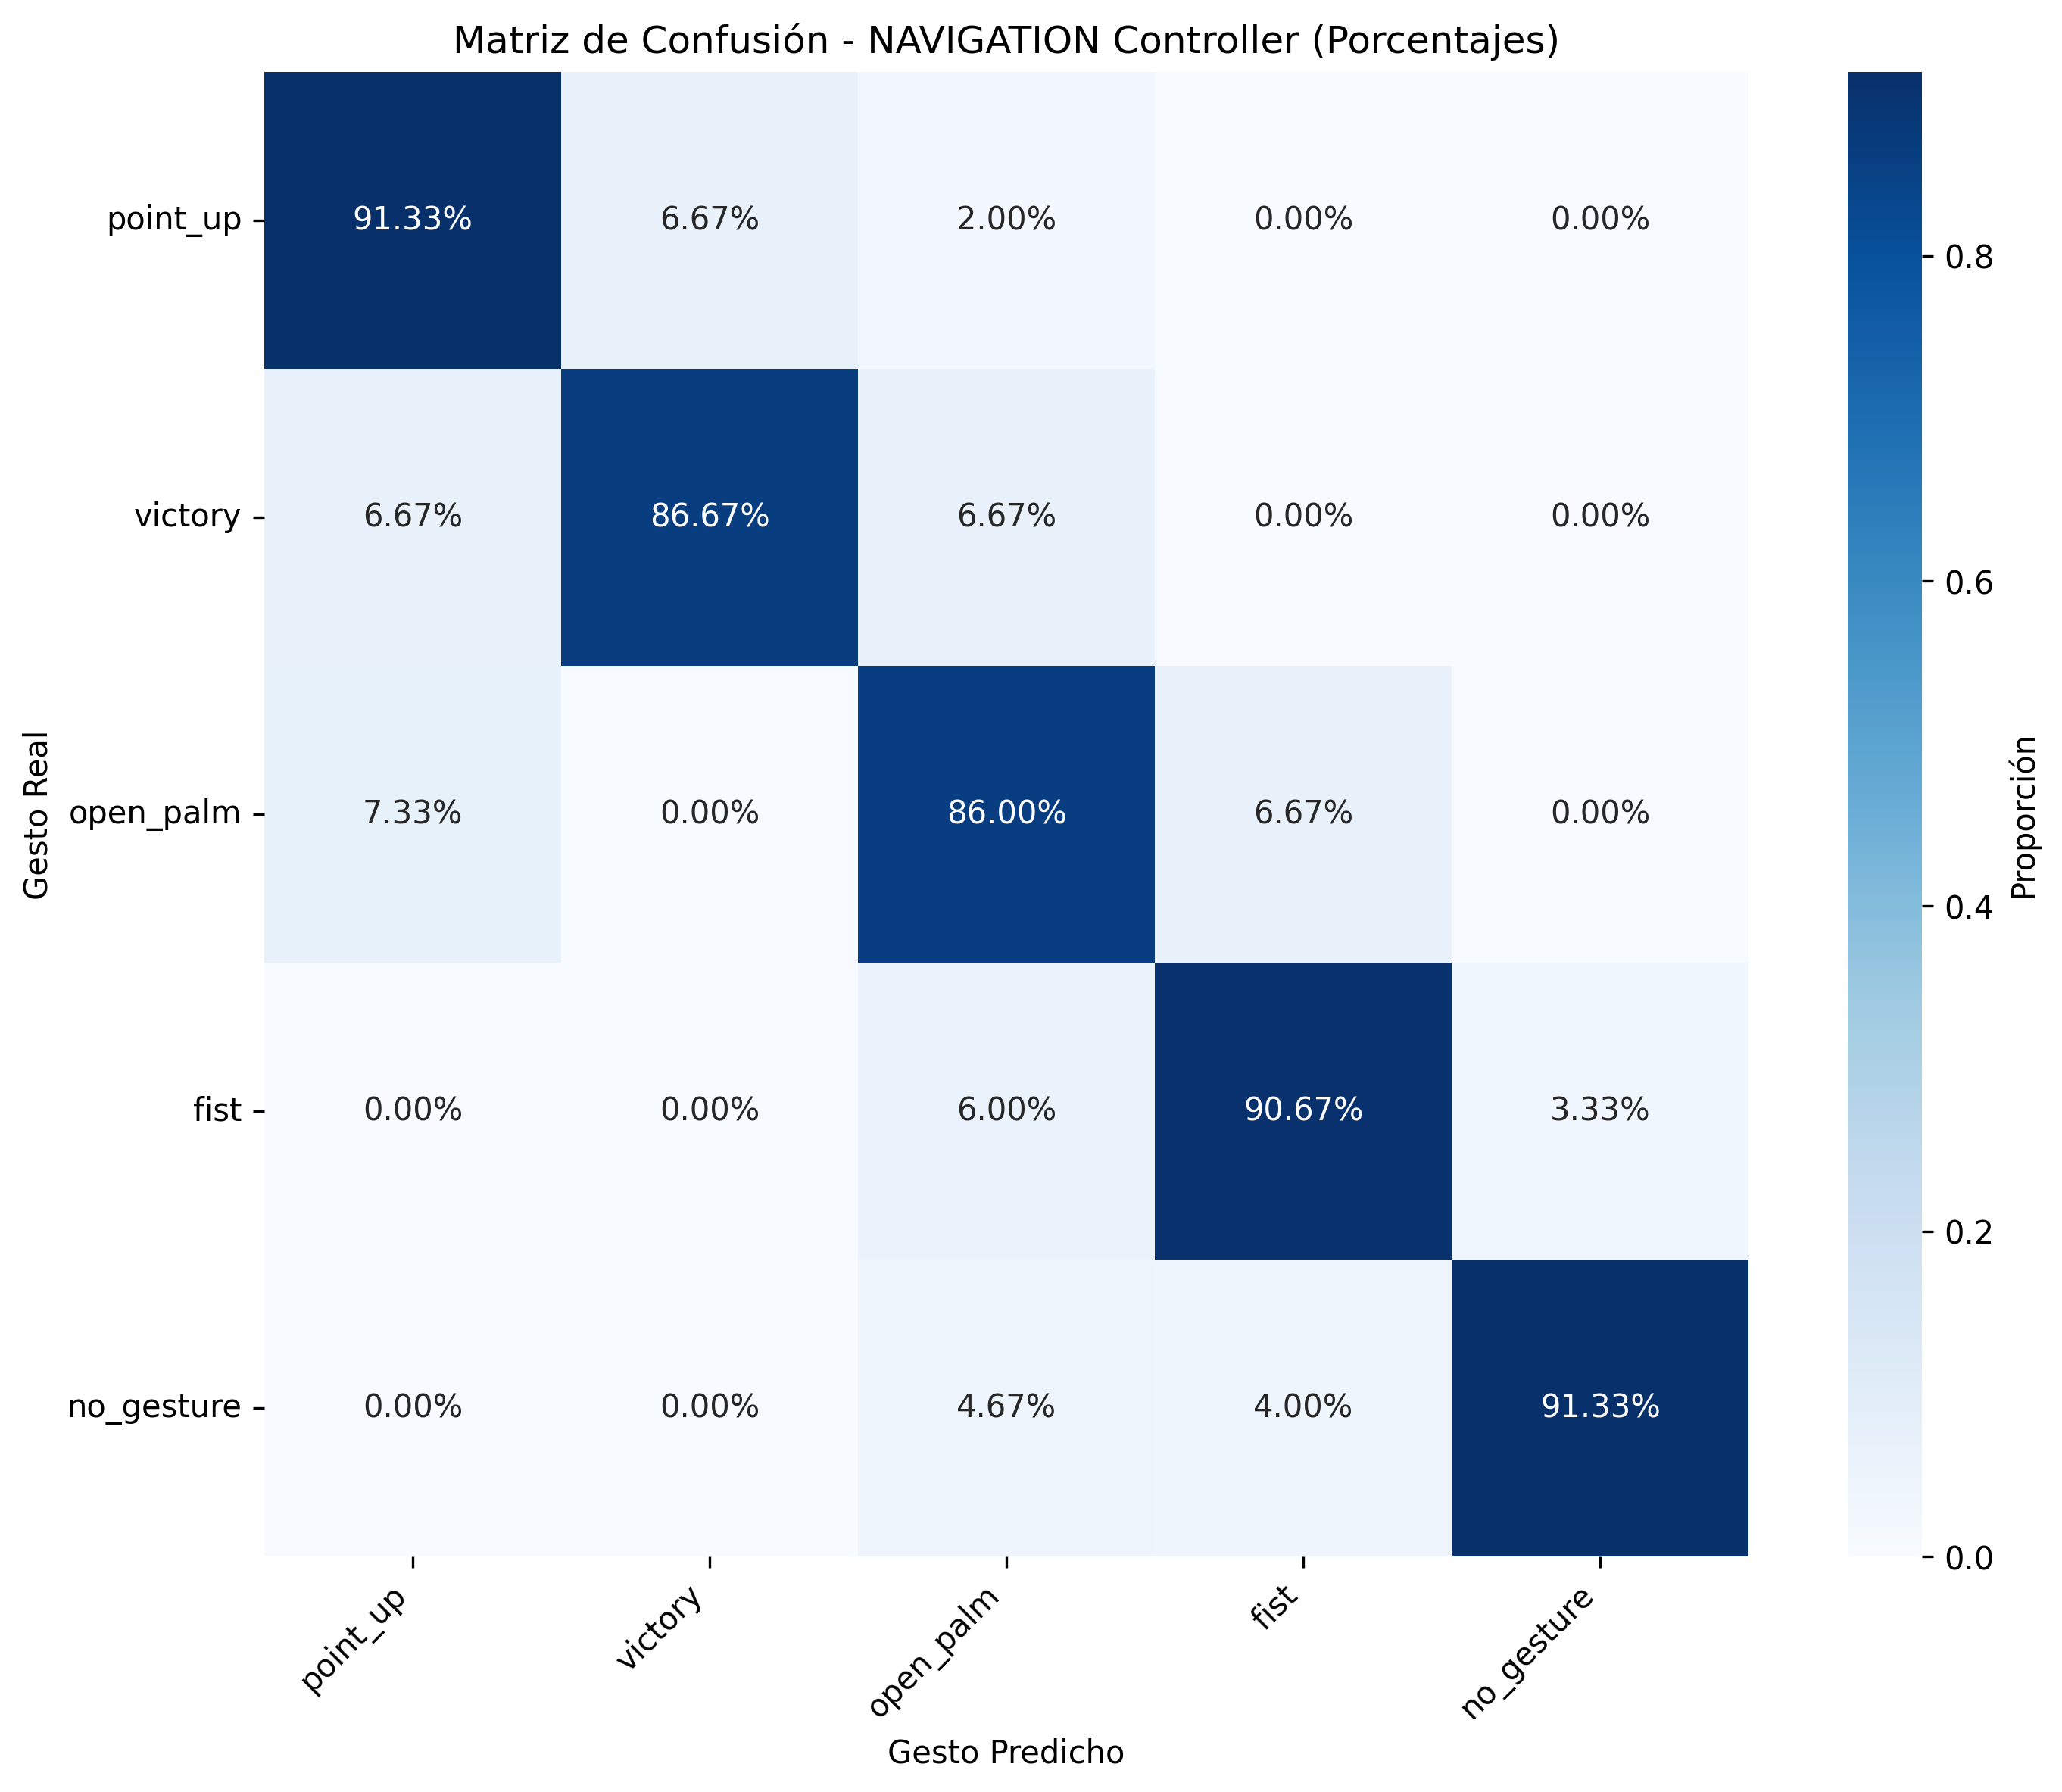 Matriz de Confusión - NAVIGATION Controller (Porcentajes)
Gesto Real
point_up 91.33% 6.67% 2.00% 0.00% 0.00%
victory 6.67% 86.67% 6.67% 0.00% 0.00%
open_palm 7.33% 0.00% 86.00% 6.67% 0.00%
fist 0.00% 0.00% 6.00% 90.67% 3.33%
no_gesture 0.00% 0.00% 4.67% 4.00% 91.33%
point_up victory open_palm fist no_gesture
Gesto Predicho
0.8
0.6
0.4
0.2
0.0
Proporción